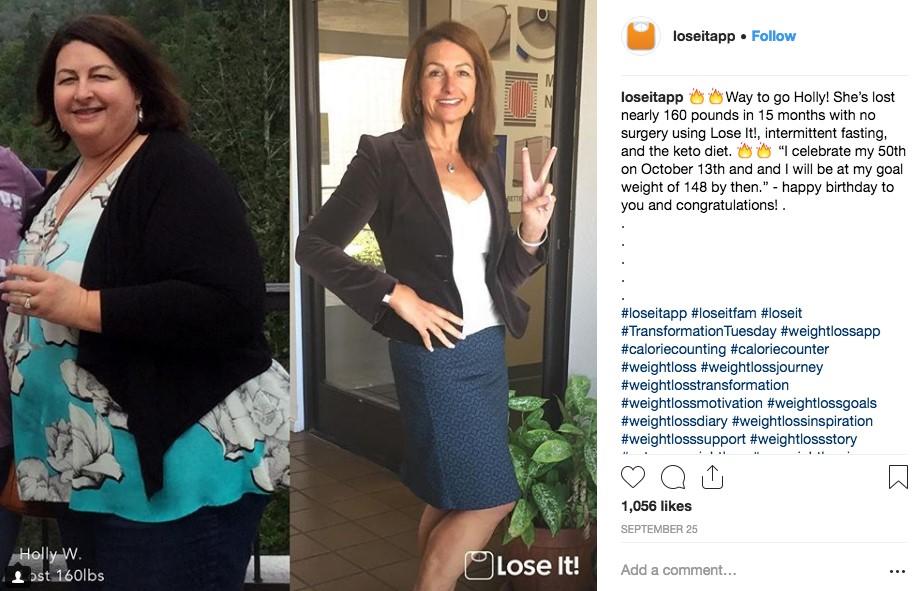 loseitapp • Follow
loseitapp 🔥🔥Way to go Holly! She's lost
nearly 160 pounds in 15 months with no
surgery using Lose It!, intermittent fasting,
and the keto diet. 🔥🔥 “I celebrate my 50th
on October 13th and and I will be at my goal
weight of 148 by then.” - happy birthday to
you and congratulations! .
.
.
.
.
.
#loseitapp #loseitfam #loseit
#TransformationTuesday #weightlossapp
#caloriecounting #caloriecounter
#weightloss #weightlossjourney
#weightlosstransformation
#weightlossmotivation #weightlossgoals
#weightlossdiary #weightlossinspiration
#weightlosssupport #weightlossstory
1,056 likes
SEPTEMBER 25
Add a comment…
Holly W.
160lbs
Lose It!